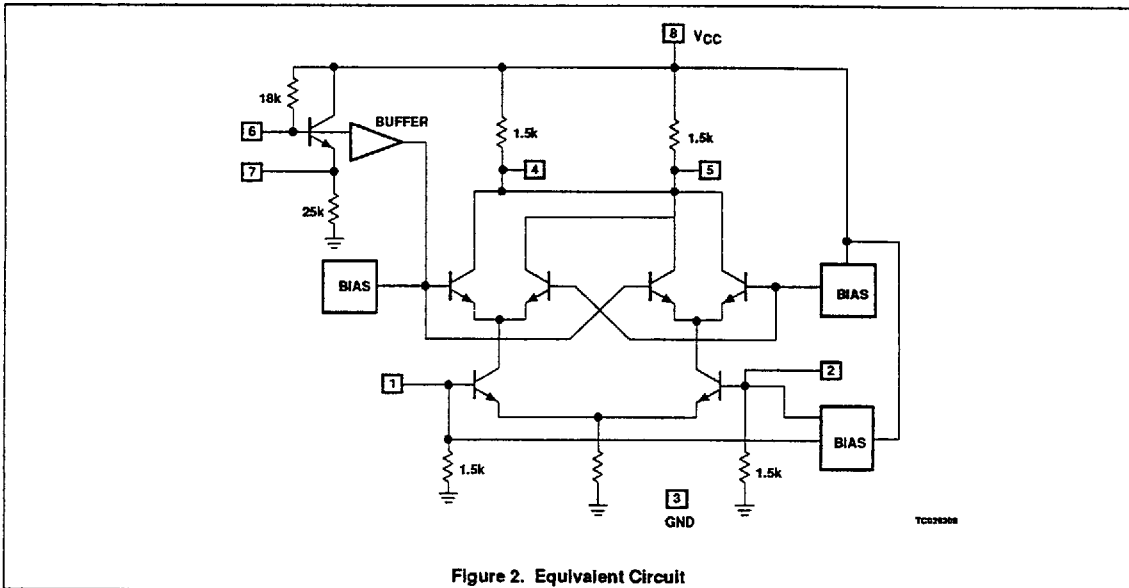 8 VCC
18k
BUFFER
6
1.5k
1.5k
4
5
7
25k
BIAS
BIAS
1
2
BIAS
1.5k
1.5k
3
GND
Figure 2. Equivalent Circuit